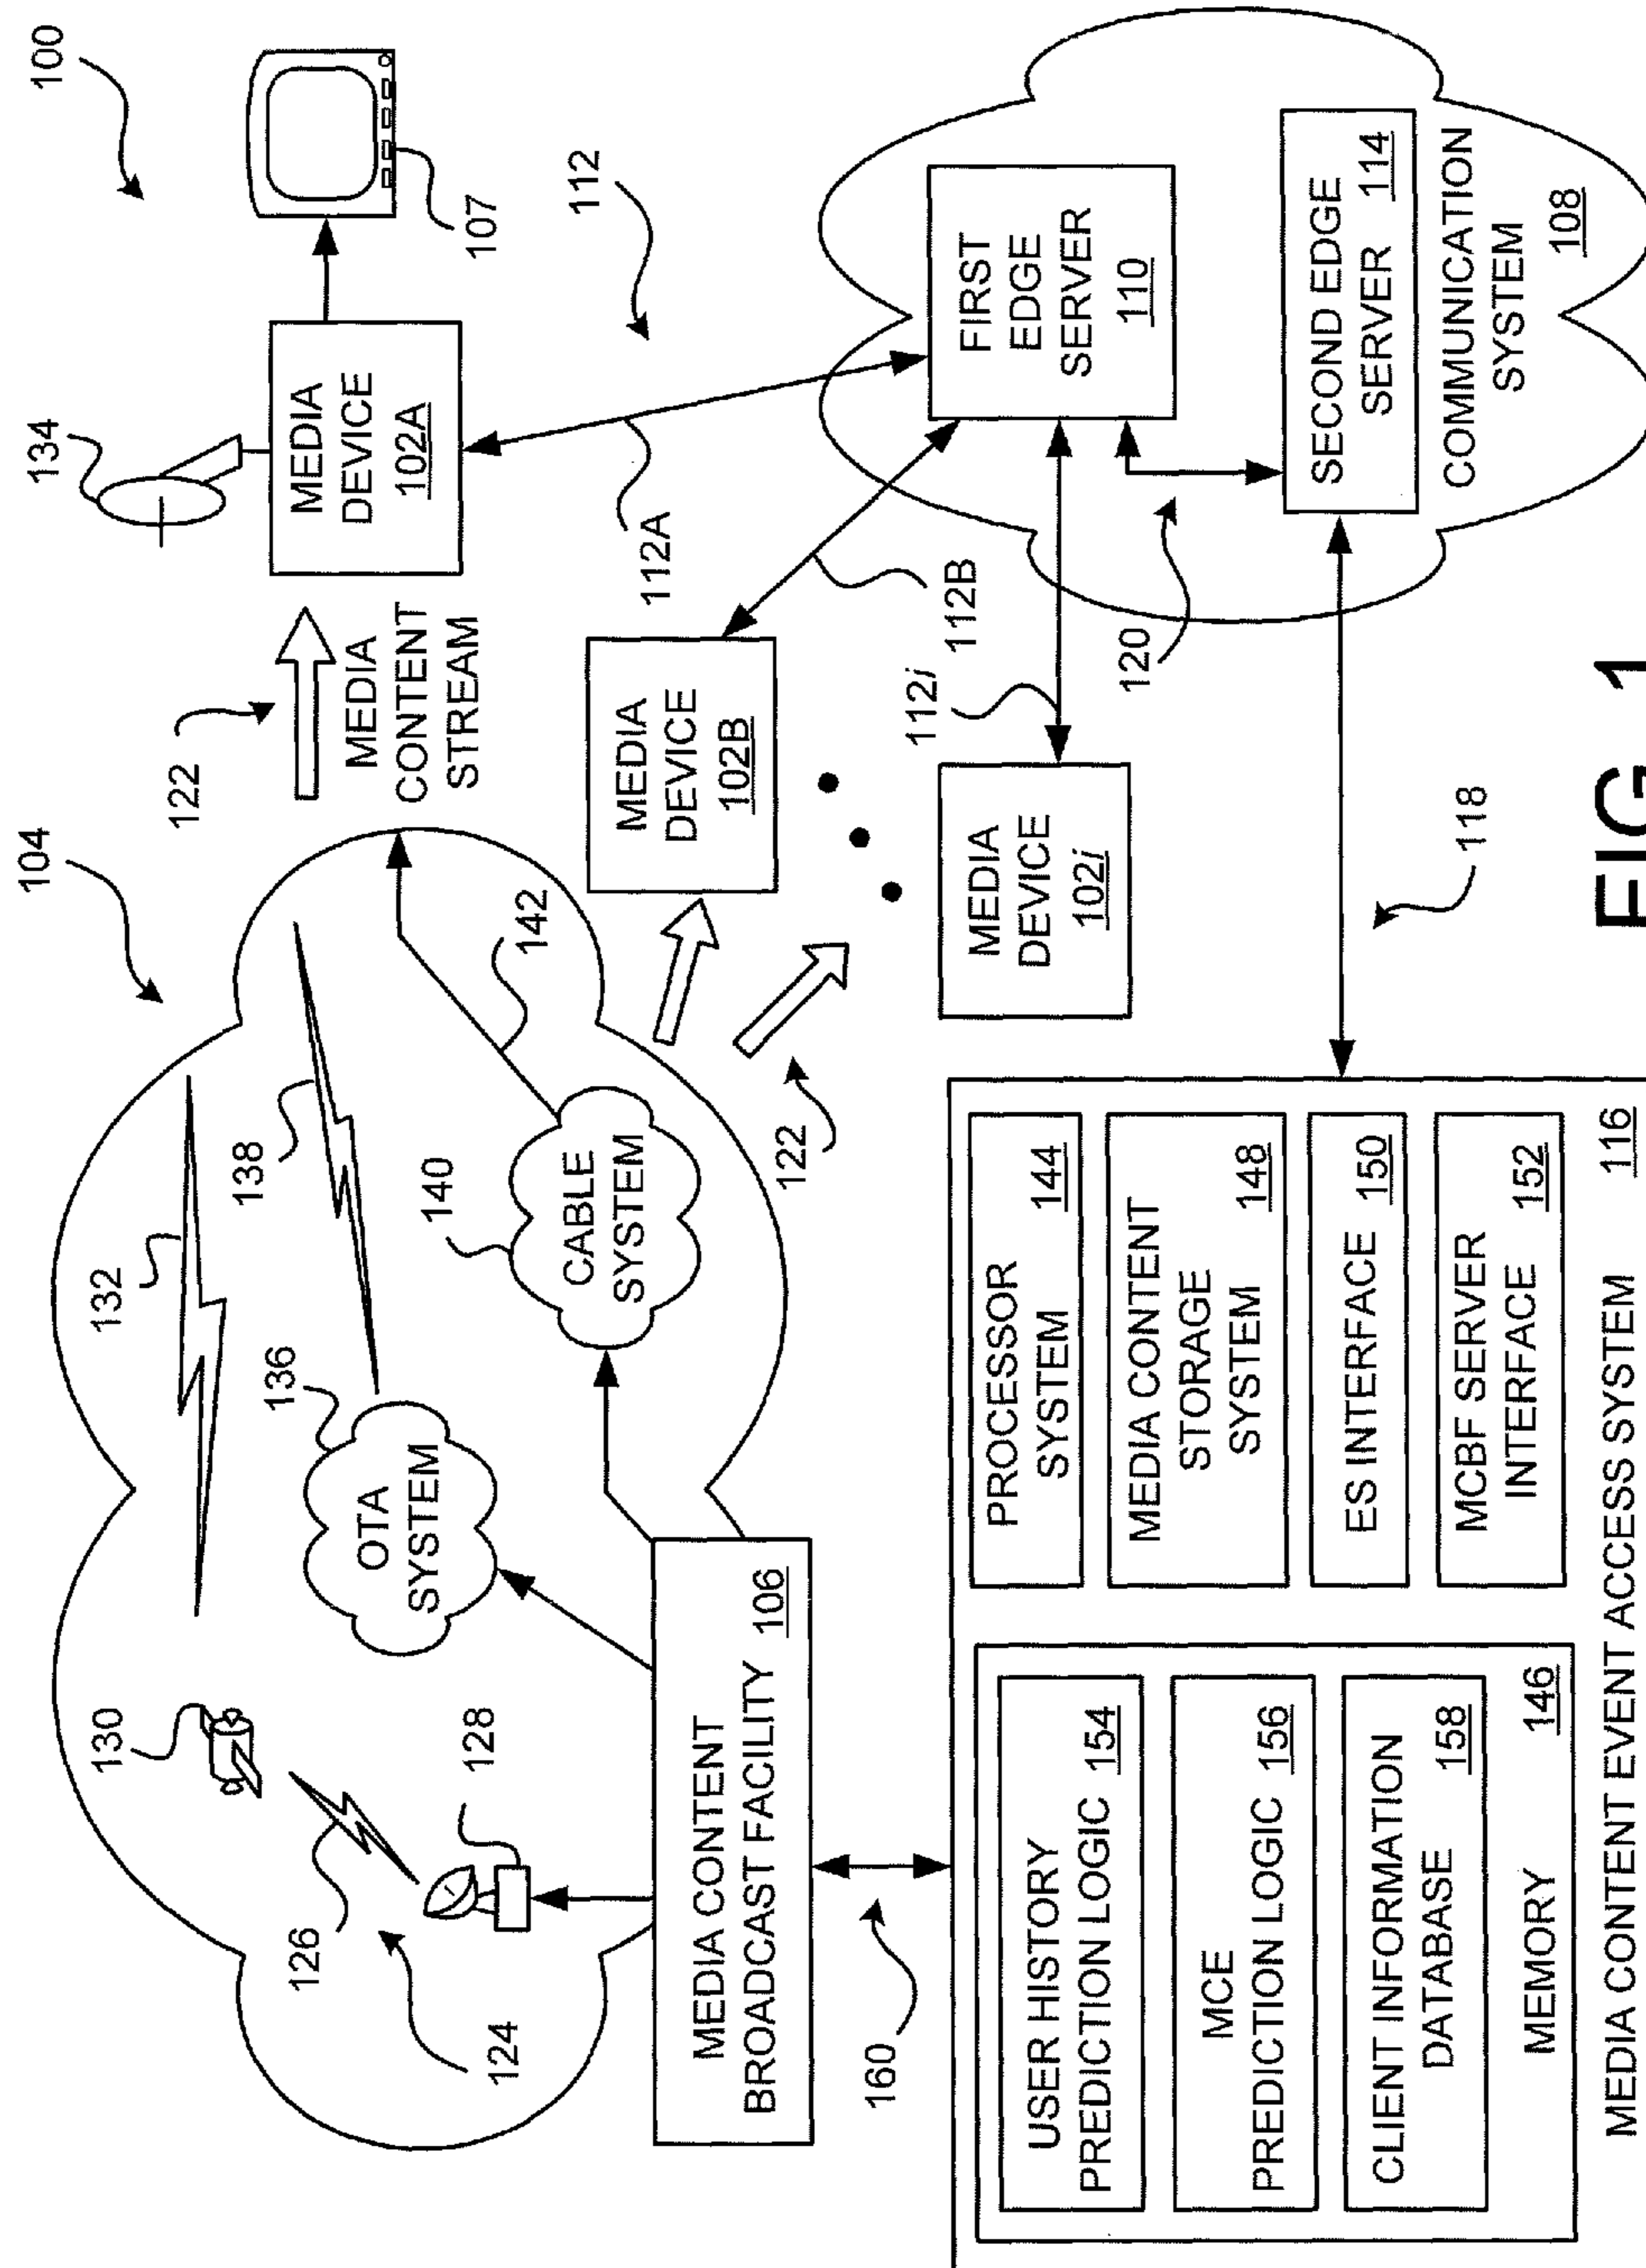 100
104
122
134
107
132
138
142
MEDIA
CONTENT
STREAM
MEDIA
DEVICE
102A
112
112A
130
126
124
128
136
OTA
SYSTEM
140
CABLE
SYSTEM
122
MEDIA
DEVICE
102B
112B
MEDIA CONTENT
BROADCAST FACILITY 106
MEDIA
DEVICE
102i
112i
FIRST
EDGE
SERVER
110
120
SECOND EDGE
SERVER 114
COMMUNICATION
SYSTEM 108
160
118
USER HISTORY
PREDICTION LOGIC 154
MCE
PREDICTION LOGIC 156
CLIENT INFORMATION
DATABASE 158
MEMORY 146
PROCESSOR
SYSTEM 144
MEDIA CONTENT
STORAGE
SYSTEM 148
ES INTERFACE 150
MCBF SERVER
INTERFACE 152
MEDIA CONTENT EVENT ACCESS SYSTEM 116
FIG. 1